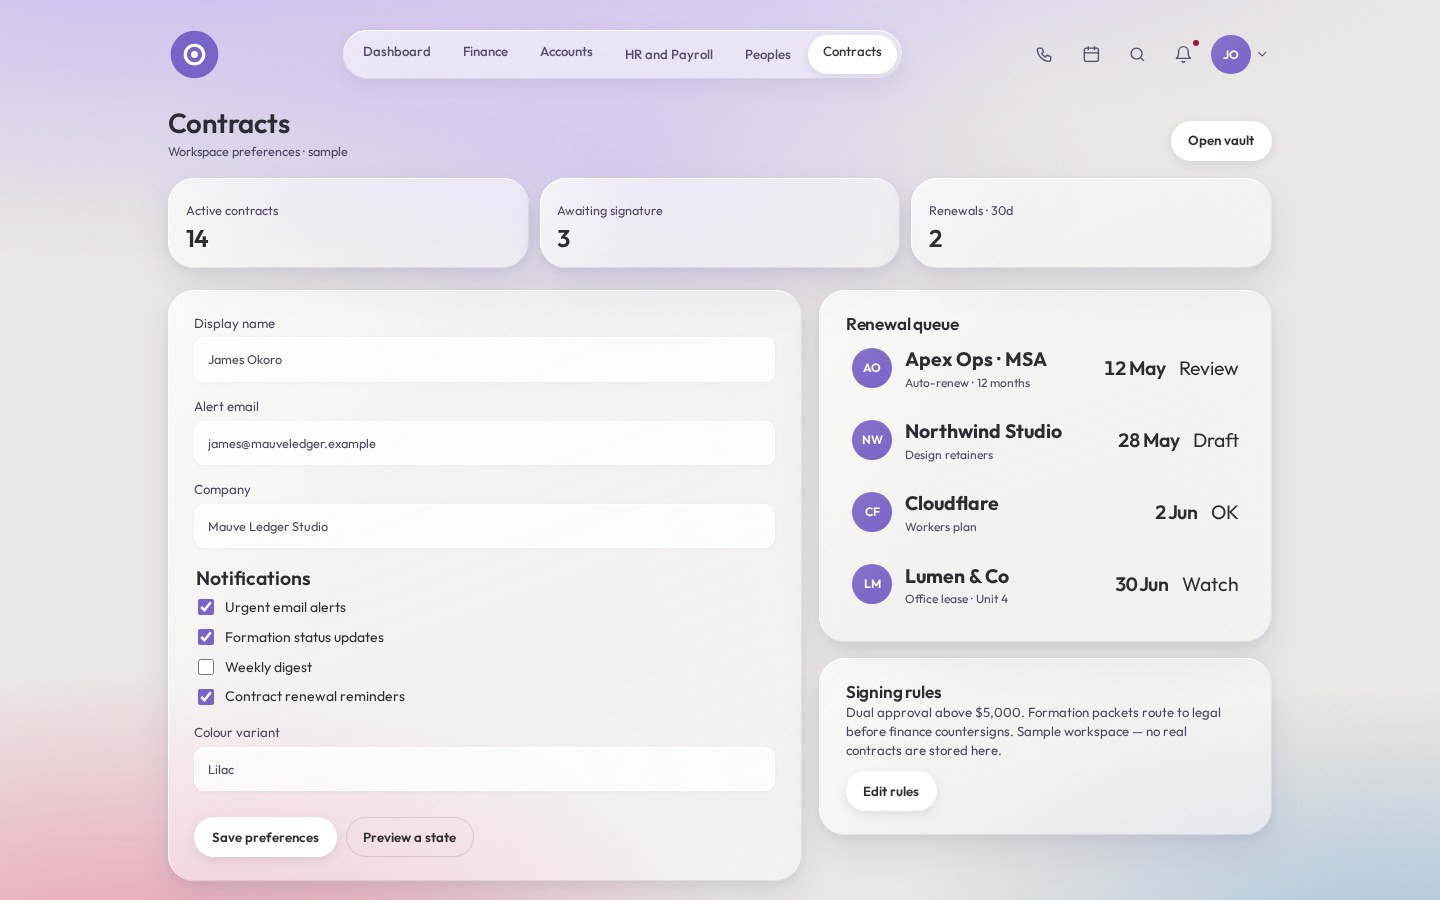 Dashboard
Finance
Accounts
HR and Payroll
Peoples
Contracts
JO
Contracts
Workspace preferences · sample
Open vault
Active contracts
14
Awaiting signature
3
Renewals · 30d
2
Display name
James Okoro
Alert email
james@mauveledger.example
Company
Mauve Ledger Studio
Notifications
Urgent email alerts
Formation status updates
Weekly digest
Contract renewal reminders
Colour variant
Lilac
Save preferences
Preview a state
Renewal queue
AO
Apex Ops · MSA
Auto-renew · 12 months
12 May Review
NW
Northwind Studio
Design retainers
28 May Draft
CF
Cloudflare
Workers plan
2 Jun OK
LM
Lumen & Co
Office lease · Unit 4
30 Jun Watch
Signing rules
Dual approval above $5,000. Formation packets route to legal
before finance countersigns. Sample workspace — no real
contracts are stored here.
Edit rules